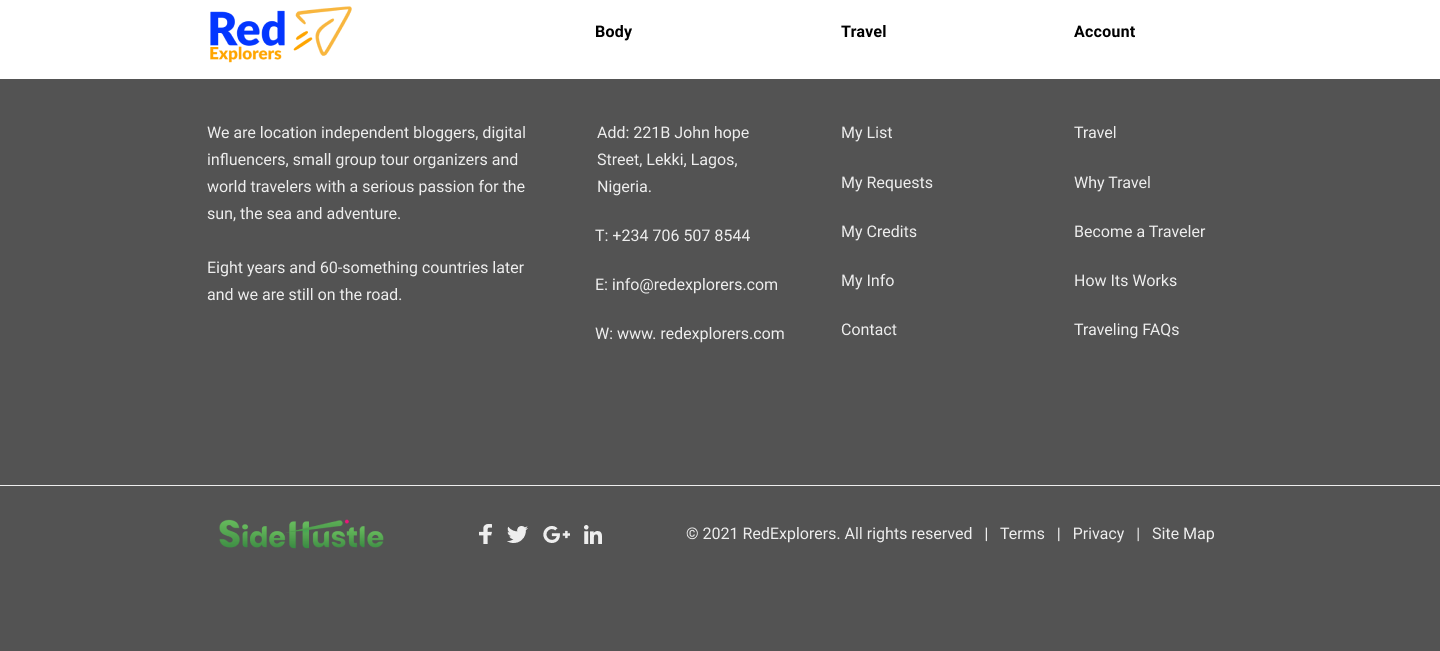 Red
Explorers
Body
Travel
Account
We are location independent bloggers, digital
influencers, small group tour organizers and
world travelers with a serious passion for the
sun, the sea and adventure.
Eight years and 60-something countries later
and we are still on the road.
Add: 221B John hope
Street, Lekki, Lagos,
Nigeria.
T: +234 706 507 8544
E: info@redexplorers.com
W: www. redexplorers.com
My List
My Requests
My Credits
My Info
Contact
Travel
Why Travel
Become a Traveler
How Its Works
Traveling FAQs
SideHustle
f G+ in
© 2021 RedExplorers. All rights reserved | Terms | Privacy | Site Map